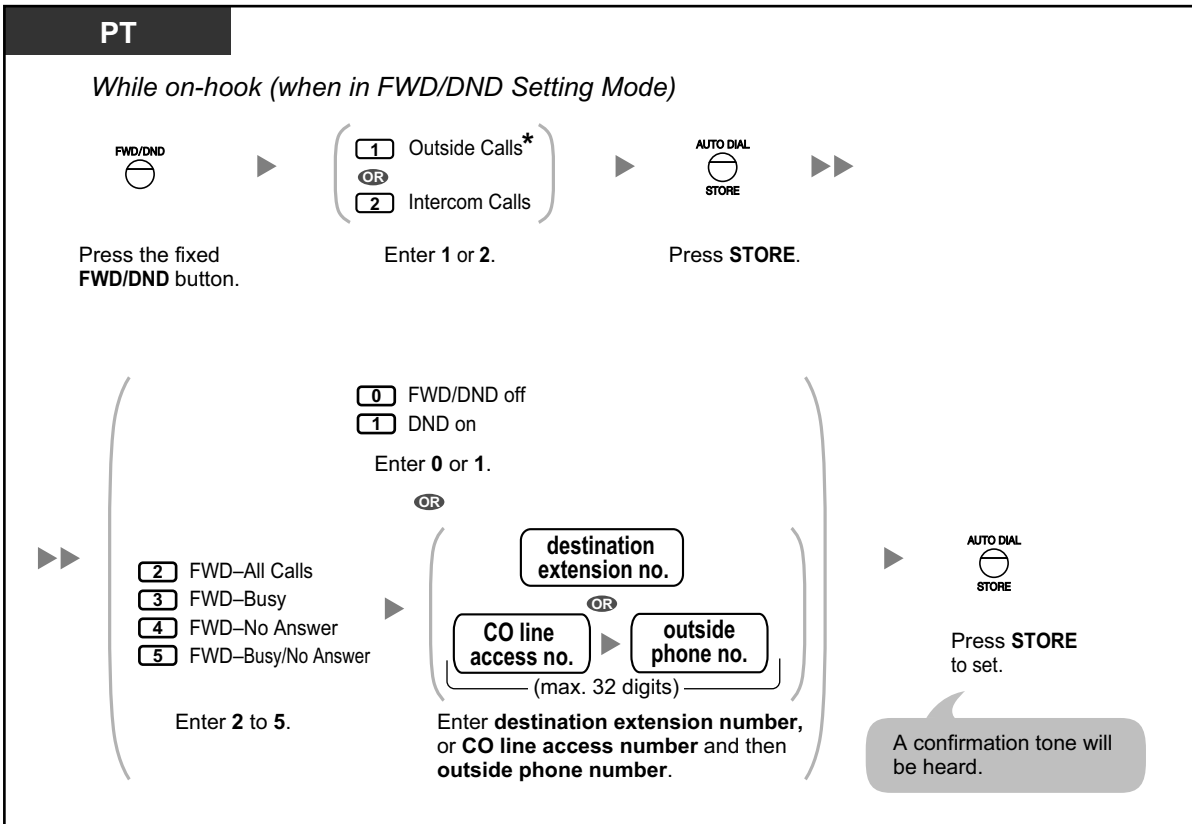 PT
While on-hook (when in FWD/DND Setting Mode)
FWD/DND
Press the fixed
FWD/DND button.
1 Outside Calls*
OR
2 Intercom Calls
Enter 1 or 2.
AUTO DIAL
STORE
Press STORE.
0 FWD/DND off
1 DND on
Enter 0 or 1.
OR
2 FWD–All Calls
3 FWD–Busy
4 FWD–No Answer
5 FWD–Busy/No Answer
Enter 2 to 5.
destination
extension no.
OR
CO line
access no.
outside
phone no.
(max. 32 digits)
Enter destination extension number,
or CO line access number and then
outside phone number.
AUTO DIAL
STORE
Press STORE
to set.
A confirmation tone will
be heard.